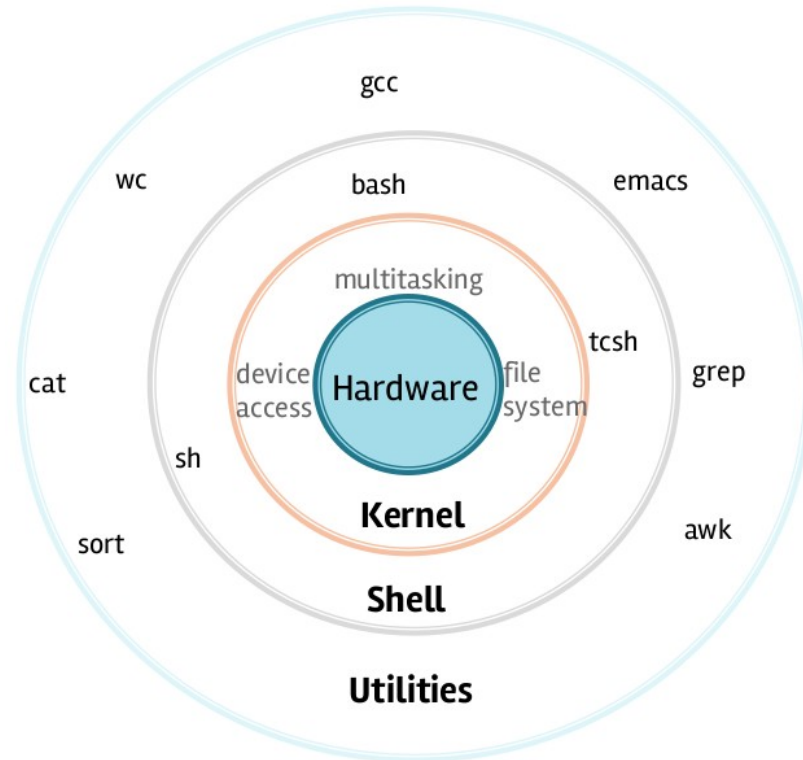 gcc
wc
bash
emacs
multitasking
tcsh
device
access
Hardware
file
system
cat
grep
sh
Kernel
sort
awk
Shell
Utilities